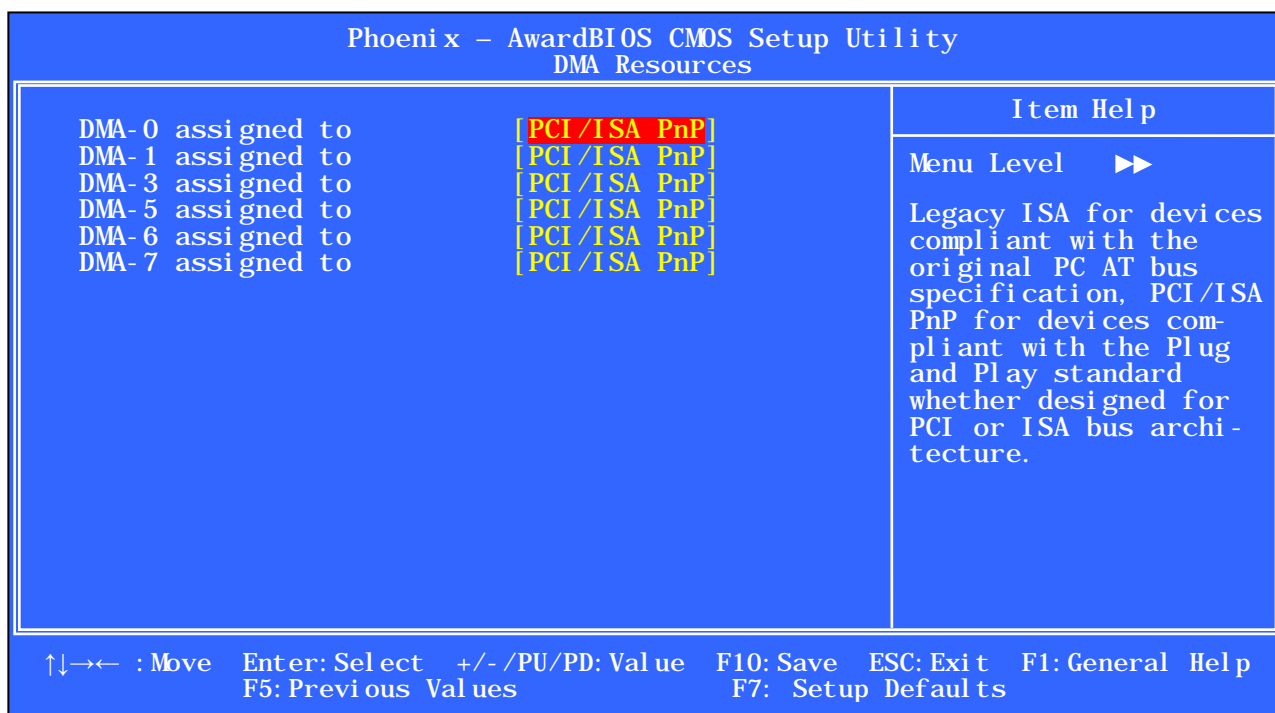 Phoenix – AwardBIOS CMOS Setup Utility
DMA Resources
DMA-0 assigned to [PCI/ISA PnP]
DMA-1 assigned to [PCI/ISA PnP]
DMA-3 assigned to [PCI/ISA PnP]
DMA-5 assigned to [PCI/ISA PnP]
DMA-6 assigned to [PCI/ISA PnP]
DMA-7 assigned to [PCI/ISA PnP]
Item Help
Menu Level ►►
Legacy ISA for devices
compliant with the
original PC AT bus
specification, PCI/ISA
PnP for devices com-
pliant with the Plug
and Play standard
whether designed for
PCI or ISA bus archi-
tecture.
↑↓→← :Move Enter:Select +/-/PU/PD:Value F10:Save ESC:Exit F1:General Help
F5:Previous Values F7: Setup Defaults